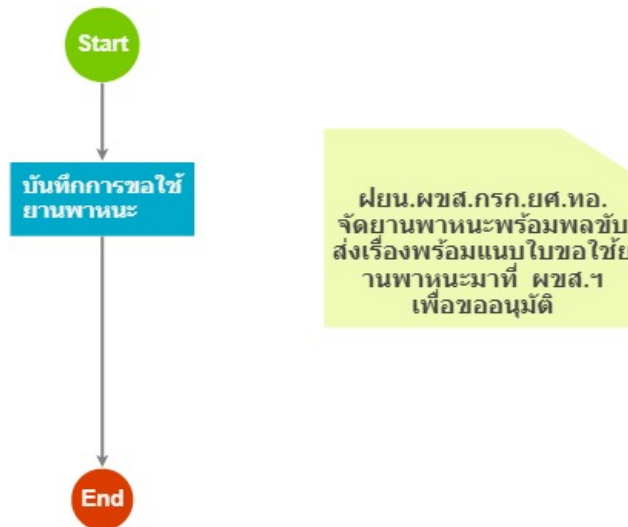 Start
บันทึกการขอใช้
ยานพาหนะ
ฝยน.ผขส.กรก.ยศ.ทอ.
จัดยานพาหนะพร้อมพลขับ
ส่งเรื่องพร้อมแนบใบขอใช้ย
านพาหนะมาที่ ผขส.ฯ
เพื่อขออนุมัติ
End